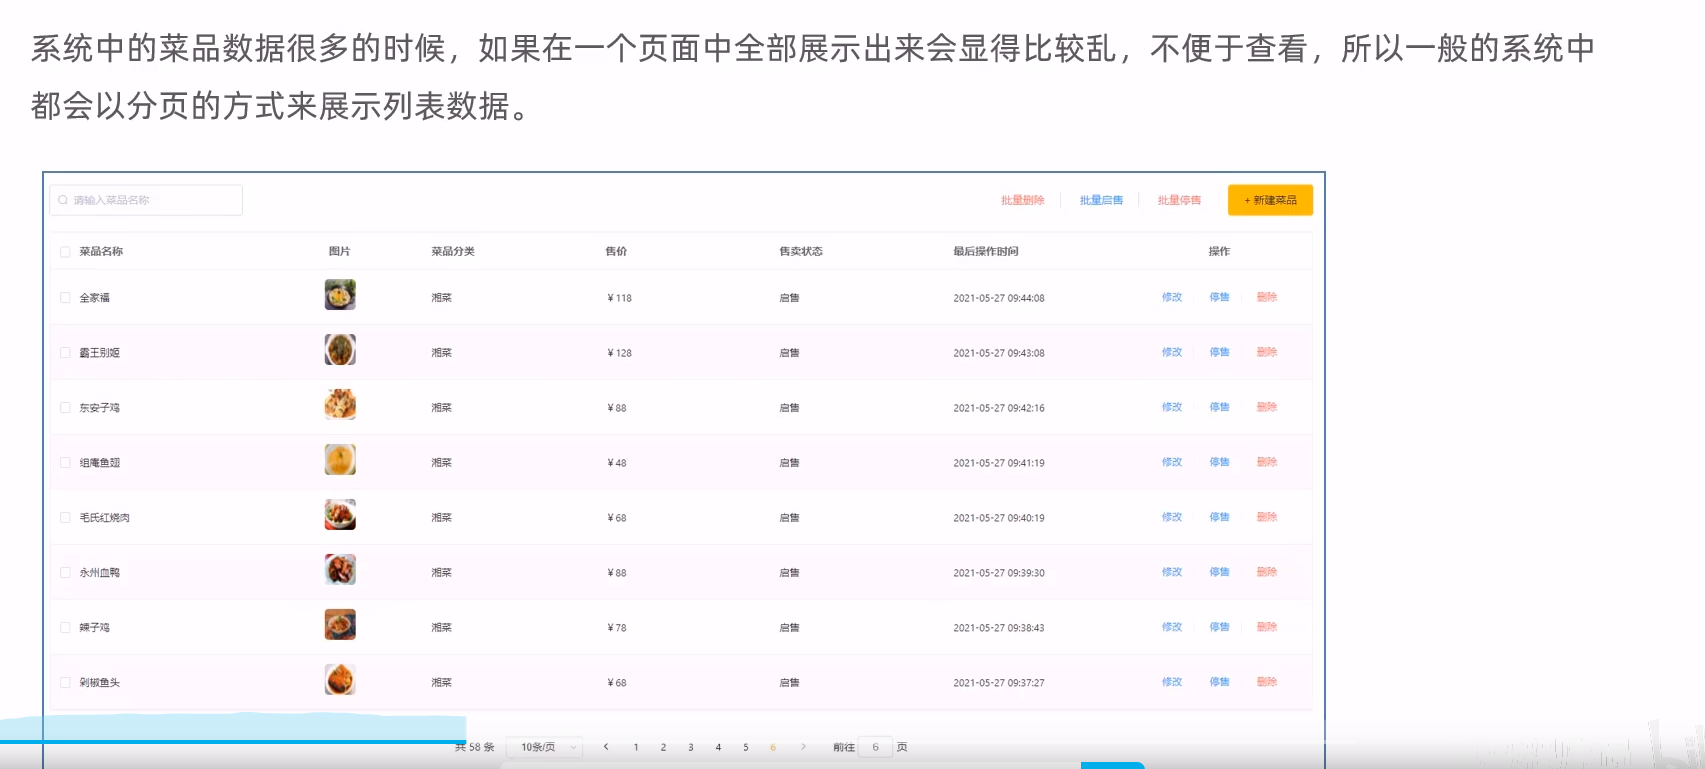 系统中的菜品数据很多的时候，如果在一个页面中全部展示出来会显得比较乱，不便于查看，所以一般的系统中
都会以分页的方式来展示列表数据。
请输入菜品名称 批量删除 批量启售 批量停售 + 新建菜品
菜品名称 图片 菜品分类 售价 售卖状态 最后操作时间 操作
全家福 湘菜 ¥ 118 启售 2021-05-27 09:44:08 修改 停售 删除
霸王别姬 湘菜 ¥ 128 启售 2021-05-27 09:43:08 修改 停售 删除
东安子鸡 湘菜 ¥ 88 启售 2021-05-27 09:42:16 修改 停售 删除
组庵鱼翅 湘菜 ¥ 48 启售 2021-05-27 09:41:19 修改 停售 删除
毛氏红烧肉 湘菜 ¥ 68 启售 2021-05-27 09:40:19 修改 停售 删除
永州血鸭 湘菜 ¥ 88 启售 2021-05-27 09:39:30 修改 停售 删除
辣子鸡 湘菜 ¥ 78 启售 2021-05-27 09:38:43 修改 停售 删除
剁椒鱼头 湘菜 ¥ 68 启售 2021-05-27 09:37:27 修改 停售 删除
共 58 条 10条/页 1 2 3 4 5 6 前往 6 页